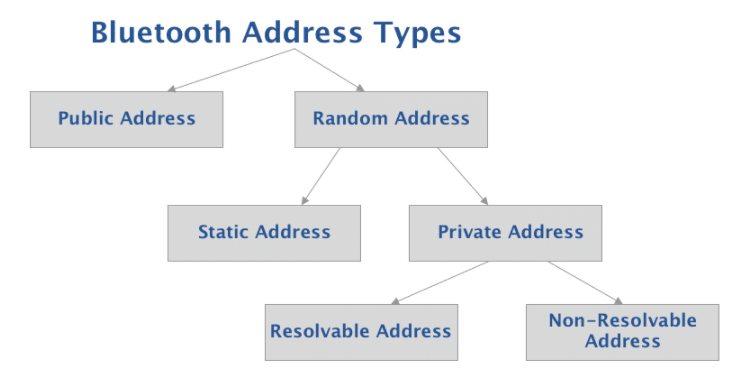 Bluetooth Address Types
Public Address
Random Address
Static Address
Private Address
Resolvable Address
Non-Resolvable
Address